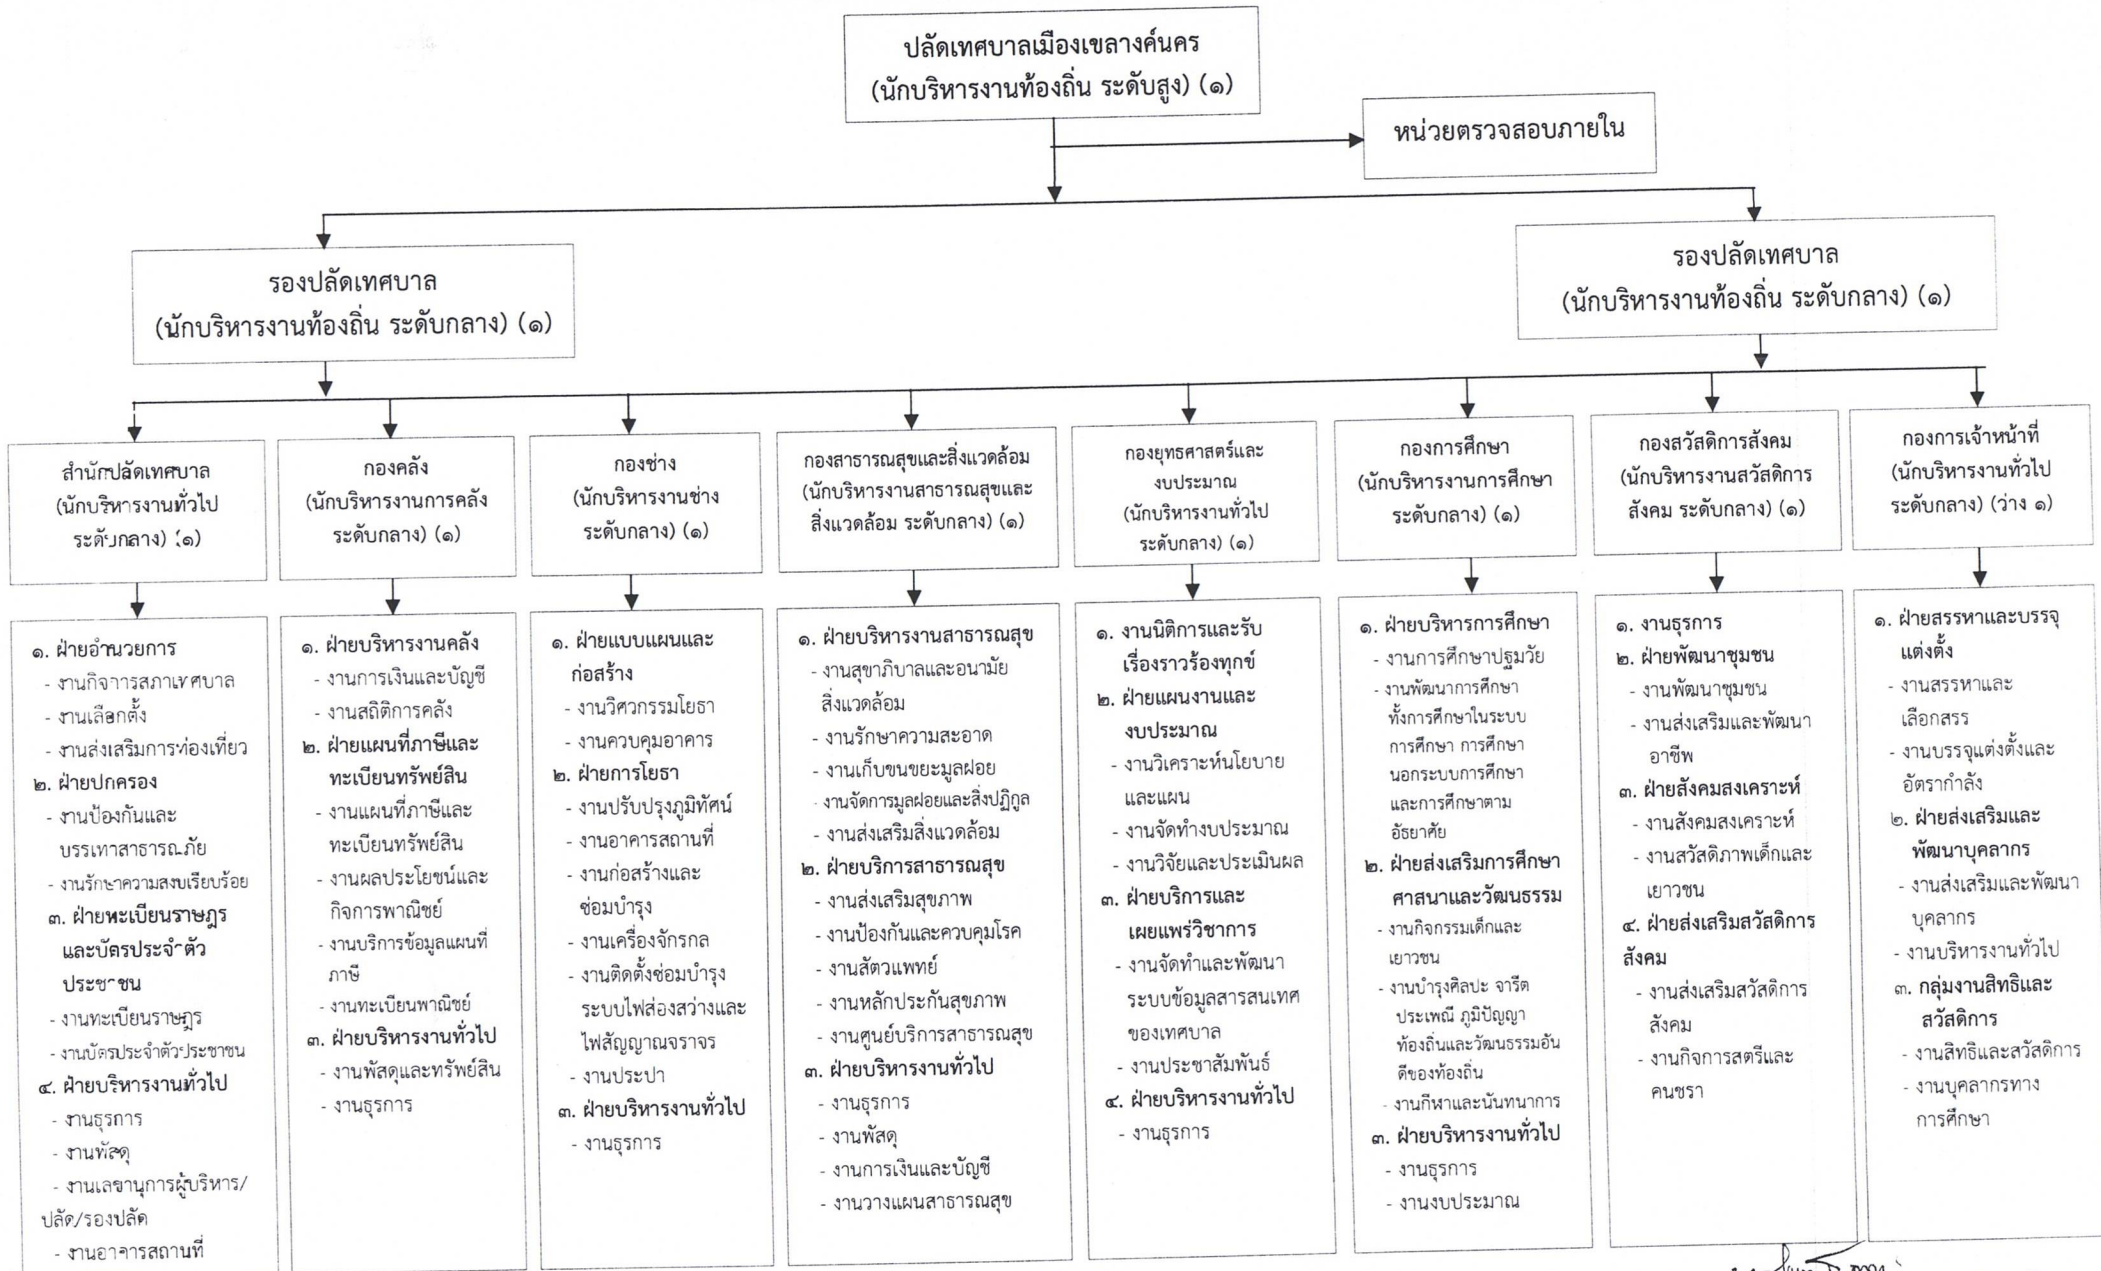 ปลัดเทศบาลเมืองเขลางค์นคร
(นักบริหารงานท้องถิ่น ระดับสูง) (๑)
หน่วยตรวจสอบภายใน
รองปลัดเทศบาล
(นักบริหารงานท้องถิ่น ระดับกลาง) (๑)
รองปลัดเทศบาล
(นักบริหารงานท้องถิ่น ระดับกลาง) (๑)
สำนักปลัดเทศบาล
(นักบริหารงานทั่วไป
ระดับกลาง) (๑)
กองคลัง
(นักบริหารงานการคลัง
ระดับกลาง) (๑)
กองช่าง
(นักบริหารงานช่าง
ระดับกลาง) (๑)
กองสาธารณสุขและสิ่งแวดล้อม
(นักบริหารงานสาธารณสุขและ
สิ่งแวดล้อม ระดับกลาง) (๑)
กองยุทธศาสตร์และ
งบประมาณ
(นักบริหารงานทั่วไป
ระดับกลาง) (๑)
กองการศึกษา
(นักบริหารงานการศึกษา
ระดับกลาง) (๑)
กองสวัสดิการสังคม
(นักบริหารงานสวัสดิการ
สังคม ระดับกลาง) (๑)
กองการเจ้าหน้าที่
(นักบริหารงานทั่วไป
ระดับกลาง) (ว่าง ๑)
๑. ฝ่ายอำนวยการ
- งานกิจการสภาเทศบาล
- งานเลือกตั้ง
- งานส่งเสริมการท่องเที่ยว
๒. ฝ่ายปกครอง
- งานป้องกันและ
บรรเทาสาธารณภัย
- งานรักษาความสงบเรียบร้อย
๓. ฝ่ายทะเบียนราษฎร
และบัตรประจำตัว
ประชาชน
- งานทะเบียนราษฎร
- งานบัตรประจำตัวประชาชน
๔. ฝ่ายบริหารงานทั่วไป
- งานธุรการ
- งานพัสดุ
- งานเลขานุการผู้บริหาร/
ปลัด/รองปลัด
- งานอาคารสถานที่
๑. ฝ่ายบริหารงานคลัง
- งานการเงินและบัญชี
- งานสถิติการคลัง
๒. ฝ่ายแผนที่ภาษีและ
ทะเบียนทรัพย์สิน
- งานแผนที่ภาษีและ
ทะเบียนทรัพย์สิน
- งานผลประโยชน์และ
กิจการพาณิชย์
- งานบริการข้อมูลแผนที่
ภาษี
- งานทะเบียนพาณิชย์
๓. ฝ่ายบริหารงานทั่วไป
- งานพัสดุและทรัพย์สิน
- งานธุรการ
๑. ฝ่ายแบบแผนและ
ก่อสร้าง
- งานวิศวกรรมโยธา
- งานควบคุมอาคาร
๒. ฝ่ายการโยธา
- งานปรับปรุงภูมิทัศน์
- งานอาคารสถานที่
- งานก่อสร้างและ
ซ่อมบำรุง
- งานเครื่องจักรกล
- งานติดตั้งซ่อมบำรุง
ระบบไฟส่องสว่างและ
ไฟสัญญาณจราจร
- งานประปา
๓. ฝ่ายบริหารงานทั่วไป
- งานธุรการ
๑. ฝ่ายบริหารงานสาธารณสุข
- งานสุขาภิบาลและอนามัย
สิ่งแวดล้อม
- งานรักษาความสะอาด
- งานเก็บขนขยะมูลฝอย
- งานจัดการมูลฝอยและสิ่งปฏิกูล
- งานส่งเสริมสิ่งแวดล้อม
๒. ฝ่ายบริการสาธารณสุข
- งานส่งเสริมสุขภาพ
- งานป้องกันและควบคุมโรค
- งานสัตวแพทย์
- งานหลักประกันสุขภาพ
- งานศูนย์บริการสาธารณสุข
๓. ฝ่ายบริหารงานทั่วไป
- งานธุรการ
- งานพัสดุ
- งานการเงินและบัญชี
- งานวางแผนสาธารณสุข
๑. งานนิติการและรับ
เรื่องราวร้องทุกข์
๒. ฝ่ายแผนงานและ
งบประมาณ
- งานวิเคราะห์นโยบาย
และแผน
- งานจัดทำงบประมาณ
- งานวิจัยและประเมินผล
๓. ฝ่ายบริการและ
เผยแพร่วิชาการ
- งานจัดทำและพัฒนา
ระบบข้อมูลสารสนเทศ
ของเทศบาล
- งานประชาสัมพันธ์
๔. ฝ่ายบริหารงานทั่วไป
- งานธุรการ
๑. ฝ่ายบริหารการศึกษา
- งานการศึกษาปฐมวัย
- งานพัฒนาการศึกษา
ทั้งการศึกษาในระบบ
การศึกษา การศึกษา
นอกระบบการศึกษา
และการศึกษาตาม
อัธยาศัย
๒. ฝ่ายส่งเสริมการศึกษา
ศาสนาและวัฒนธรรม
- งานกิจกรรมเด็กและ
เยาวชน
- งานบำรุงศิลปะ จารีต
ประเพณี ภูมิปัญญา
ท้องถิ่นและวัฒนธรรมอัน
ดีของท้องถิ่น
- งานกีฬาและนันทนาการ
๓. ฝ่ายบริหารงานทั่วไป
- งานธุรการ
- งานงบประมาณ
๑. งานธุรการ
๒. ฝ่ายพัฒนาชุมชน
- งานพัฒนาชุมชน
- งานส่งเสริมและพัฒนา
อาชีพ
๓. ฝ่ายสังคมสงเคราะห์
- งานสังคมสงเคราะห์
- งานสวัสดิภาพเด็กและ
เยาวชน
๔. ฝ่ายส่งเสริมสวัสดิการ
สังคม
- งานส่งเสริมสวัสดิการ
สังคม
- งานกิจการสตรีและ
คนชรา
๑. ฝ่ายสรรหาและบรรจุ
แต่งตั้ง
- งานสรรหาและ
เลือกสรร
- งานบรรจุแต่งตั้งและ
อัตรากำลัง
๒. ฝ่ายส่งเสริมและ
พัฒนาบุคลากร
- งานส่งเสริมและพัฒนา
บุคลากร
- งานบริหารงานทั่วไป
๓. กลุ่มงานสิทธิและ
สวัสดิการ
- งานสิทธิและสวัสดิการ
- งานบุคลากรทาง
การศึกษา